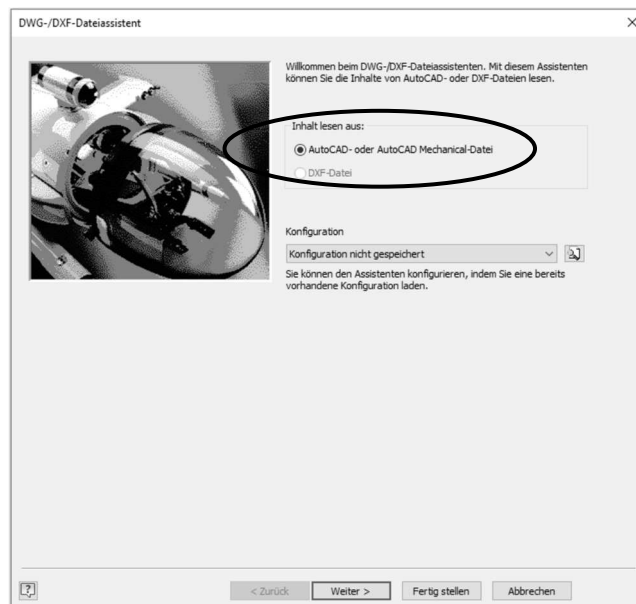 DWG-/DXF-Dateiassistent
Willkommen beim DWG-/DXF-Dateiassistenten. Mit diesem Assistenten
können Sie die Inhalte von AutoCAD- oder DXF-Dateien lesen.
Inhalt lesen aus:
AutoCAD- oder AutoCAD Mechanical-Datei
DXF-Datei
Konfiguration
Konfiguration nicht gespeichert
Sie können den Assistenten konfigurieren, indem Sie eine bereits
vorhandene Konfiguration laden.
? < Zurück Weiter > Fertig stellen Abbrechen